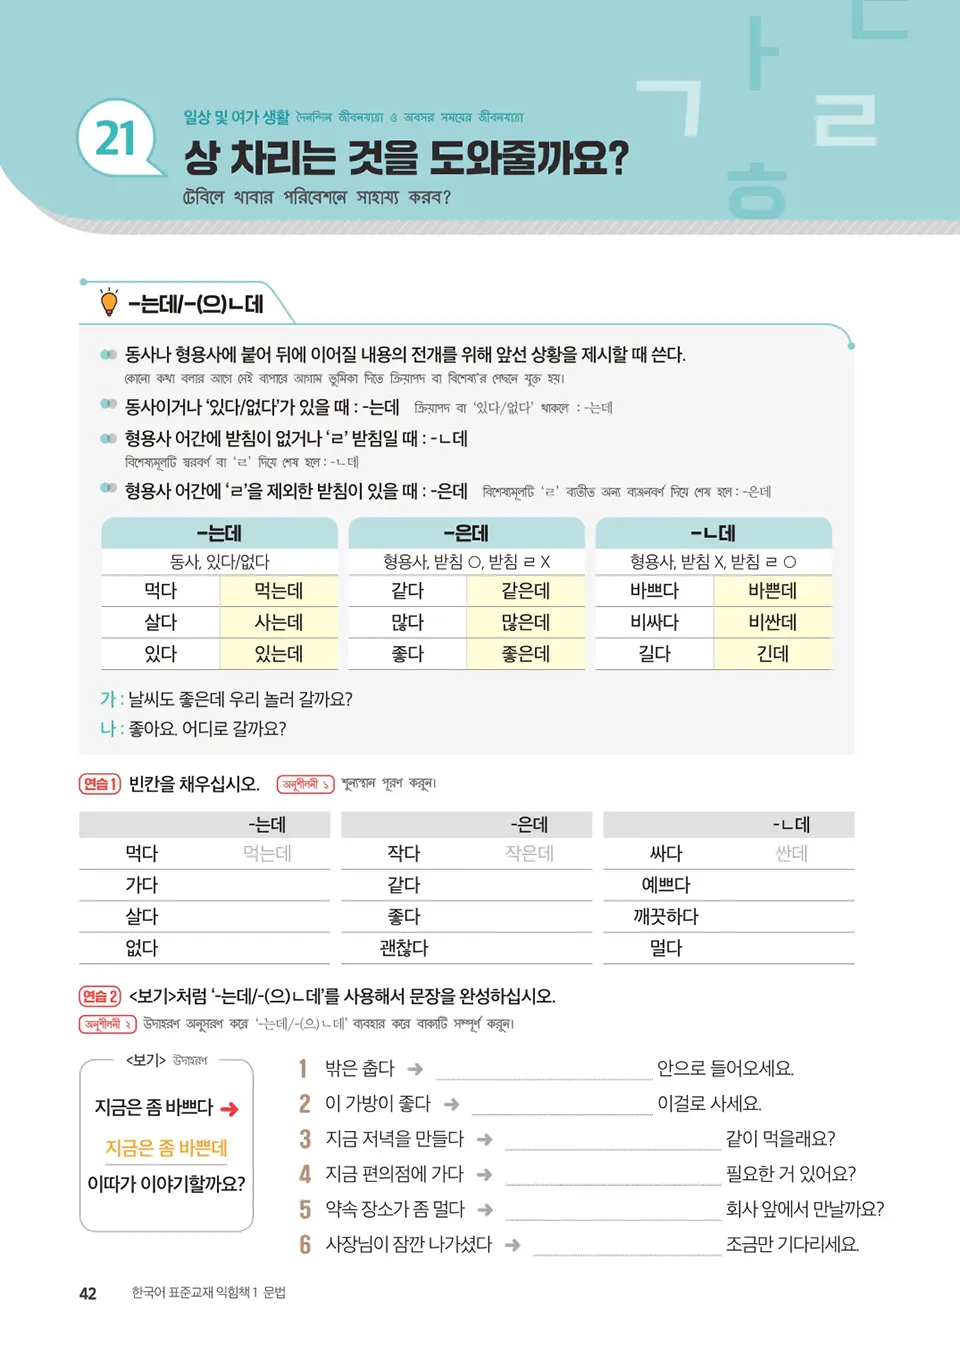 ㄱ ㅏ ㄴ ㄹ ㅎ
21
일상 및 여가 생활 দৈনন্দিন জীবনযাত্রা ও অবসর সময়ের জীবনযাত্রা
상 차리는 것을 도와줄까요?
টেবিলে খাবার পরিবেশনে সাহায্য করব?
-는데/-(으)ㄴ데
동사나 형용사에 붙어 뒤에 이어질 내용의 전개를 위해 앞선 상황을 제시할 때 쓴다.
কোনো কথা বলার আগে সেই ব্যাপারে আগাম ভূমিকা দিতে ক্রিয়াপদ বা বিশেষ্য'র পেছনে যুক্ত হয়।
동사이거나 ‘있다/없다’가 있을 때 : -는데 ক্রিয়াপদ বা ‘있다/없다’ থাকলে : -는데
형용사 어간에 받침이 없거나 ‘ㄹ’ 받침일 때 : -ㄴ데
বিশেষ্যমূলটি স্বরবর্ণ বা ‘ㄹ’ দিয়ে শেষ হলে : -ㄴ데
형용사 어간에 ‘ㄹ’을 제외한 받침이 있을 때 : -은데 বিশেষ্যমূলটি ‘ㄹ’ ব্যতীত অন্য ব্যঞ্জনবর্ণ দিয়ে শেষ হলে : -은데
-는데 -은데 -ㄴ데
동사, 있다/없다 형용사, 받침 O, 받침 ㄹ X 형용사, 받침 X, 받침 ㄹ O
먹다 먹는데 같다 같은데 바쁘다 바쁜데
살다 사는데 많다 많은데 비싸다 비싼데
있다 있는데 좋다 좋은데 길다 긴데
가 : 날씨도 좋은데 우리 놀러 갈까요?
나 : 좋아요. 어디로 갈까요?
연습 1 빈칸을 채우십시오. অনুশীলনী ১ শূন্যস্থান পূরণ করুন।
-는데 -은데 -ㄴ데
먹다 먹는데 작다 작은데 싸다 싼데
가다 같다 예쁘다
살다 좋다 깨끗하다
없다 괜찮다 멀다
연습 2 <보기>처럼 ‘-는데/-(으)ㄴ데’를 사용해서 문장을 완성하십시오.
অনুশীলনী ২ উদাহরণ অনুসরণ করে ‘-는데/-(으)ㄴ데’ ব্যবহার করে বাক্যটি সম্পূর্ণ করুন।
<보기> উদাহরণ
지금은 좀 바쁘다 ➜
지금은 좀 바쁜데
이따가 이야기할까요?
1 밖은 춥다 ➜ 안으로 들어오세요.
2 이 가방이 좋다 ➜ 이걸로 사세요.
3 지금 저녁을 만들다 ➜ 같이 먹을래요?
4 지금 편의점에 가다 ➜ 필요한 거 있어요?
5 약속 장소가 좀 멀다 ➜ 회사 앞에서 만날까요?
6 사장님이 잠깐 나가셨다 ➜ 조금만 기다리세요.
42 한국어 표준교재 익힘책 1 문법